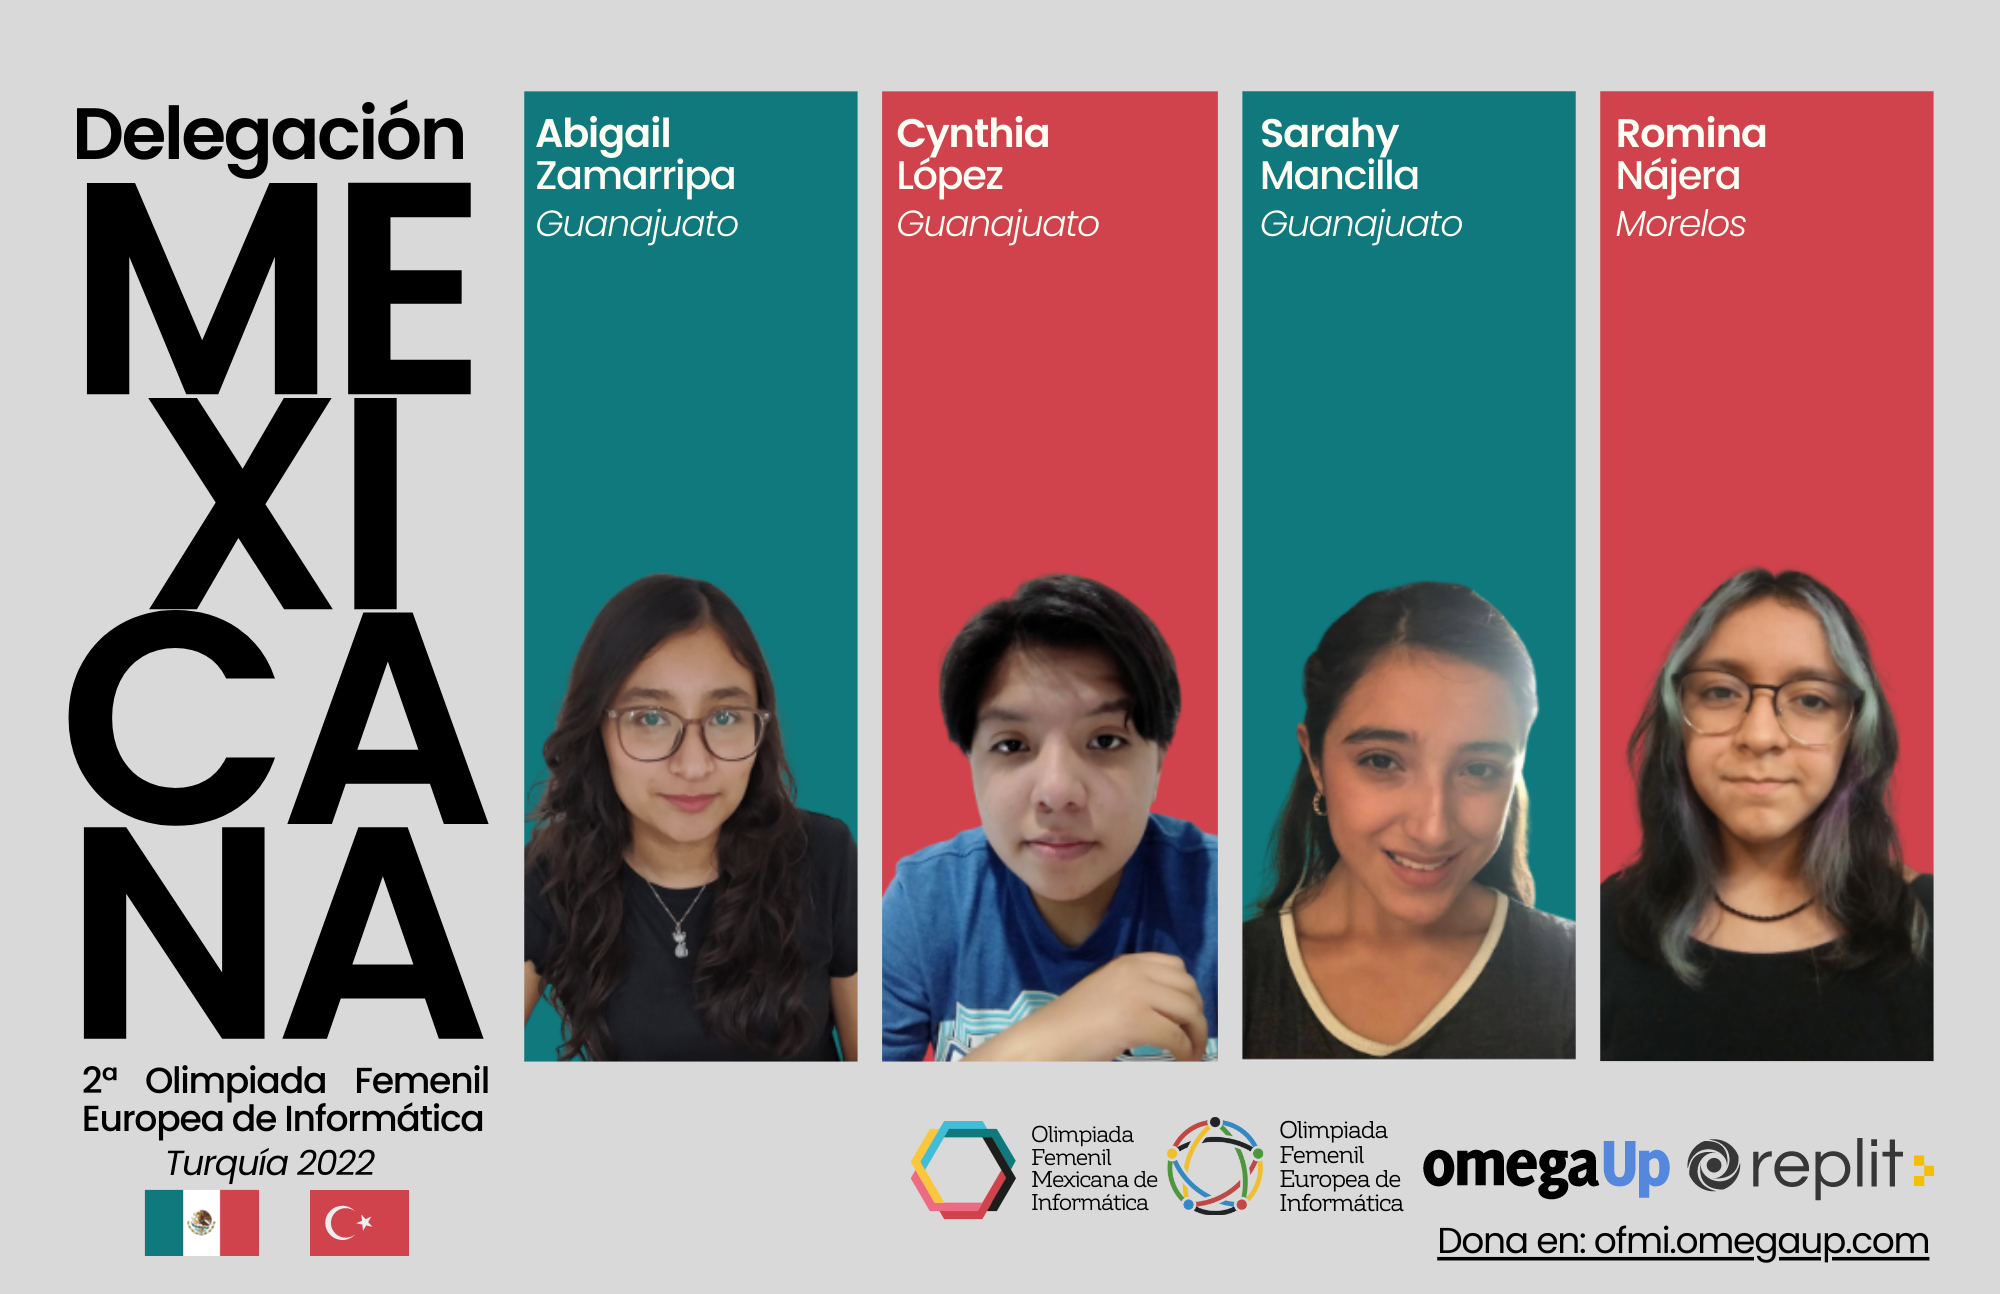 Delegación
ME
XI
CA
NA
2ª Olimpiada Femenil
Europea de Informática
Turquía 2022
Abigail
Zamarripa
Guanajuato
Cynthia
López
Guanajuato
Sarahy
Mancilla
Guanajuato
Romina
Nájera
Morelos
Olimpiada
Femenil
Mexicana de
Informática
Olimpiada
Femenil
Europea de
Informática
omegaUp
replit
Dona en: ofmi.omegaup.com